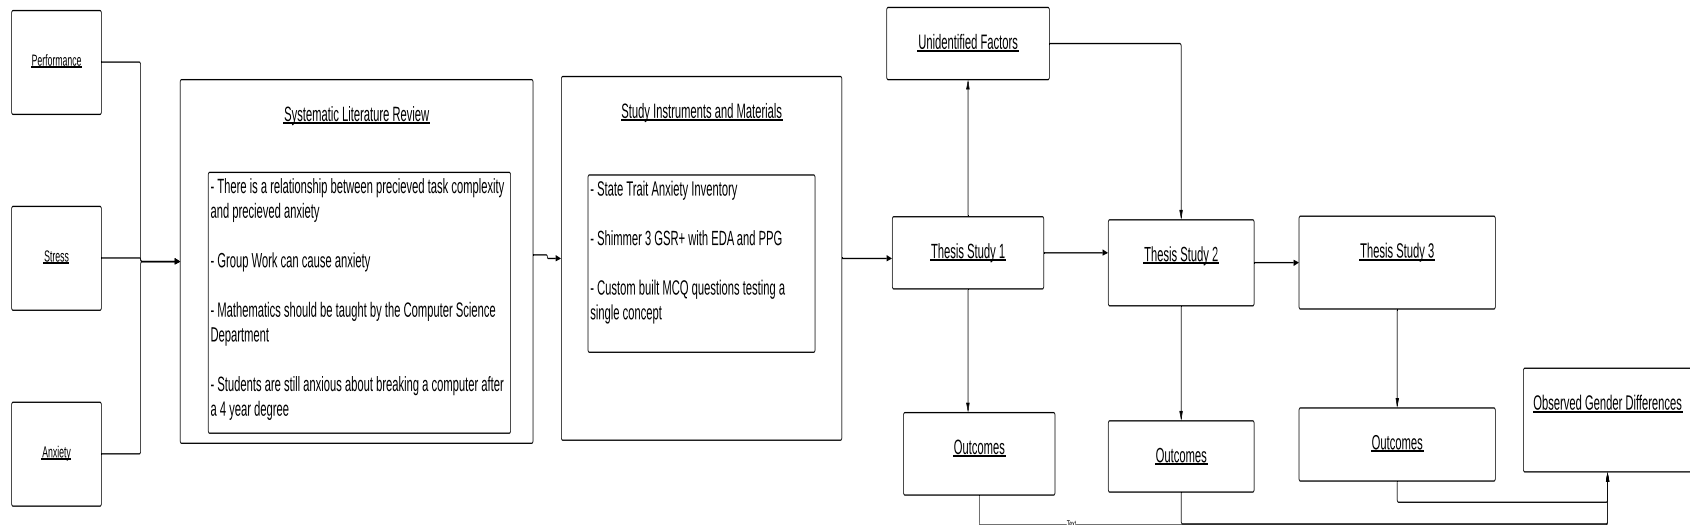 Performance
Stress
Anxiety
Systematic Literature Review
- There is a relationship between precieved task complexity
and precieved anxiety
- Group Work can cause anxiety
- Mathematics should be taught by the Computer Science
Department
- Students are still anxious about breaking a computer after
a 4 year degree
Study Instruments and Materials
- State Trait Anxiety Inventory
- Shimmer 3 GSR+ with EDA and PPG
- Custom built MCQ questions testing a
single concept
Unidentified Factors
Thesis Study 1
Thesis Study 2
Thesis Study 3
Outcomes
Outcomes
Outcomes
Observed Gender Differences
Text